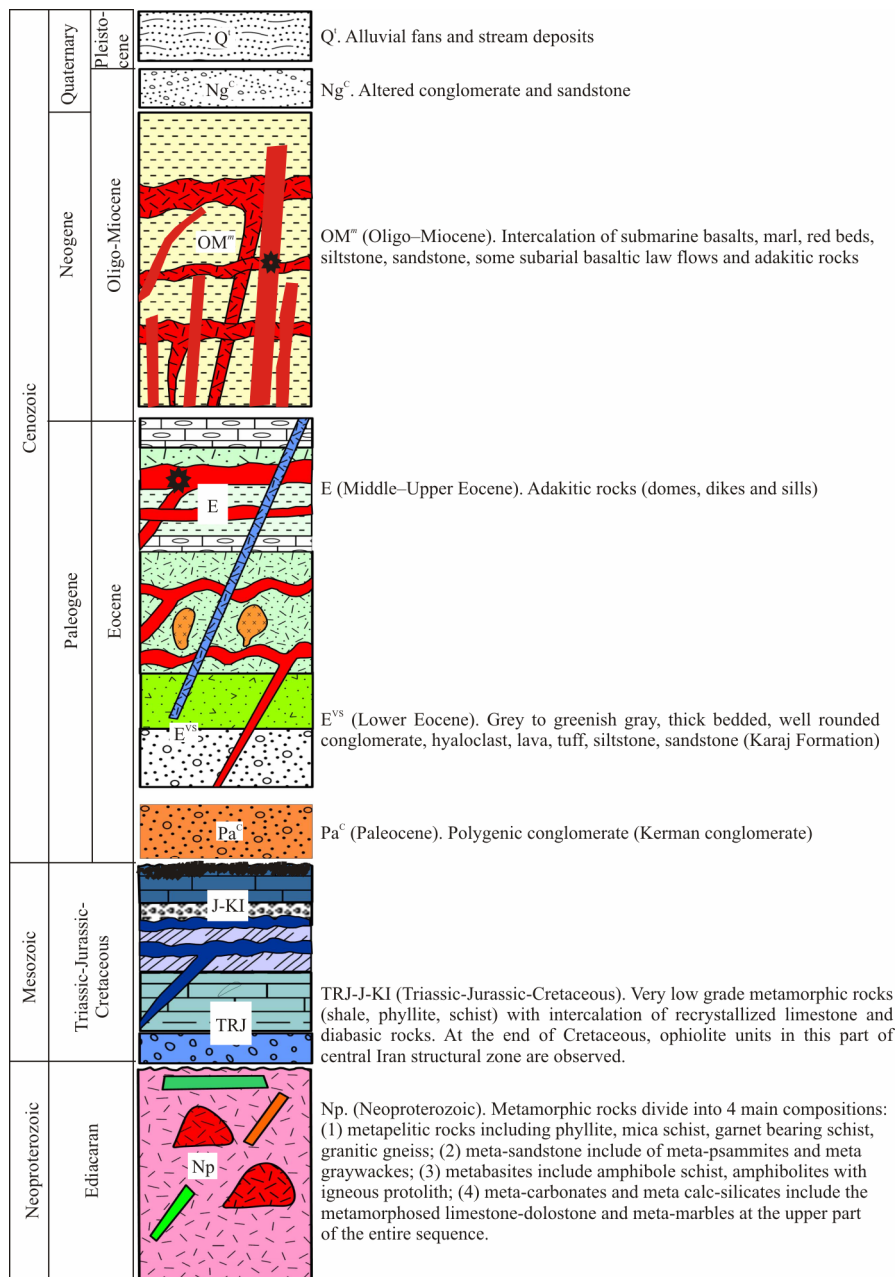 Cenozoic
Quaternary
Pleisto-
cene
Qᵗ
Qᵗ. Alluvial fans and stream deposits
Ngᶜ
Ngᶜ. Altered conglomerate and sandstone
Neogene
Oligo-Miocene
OMᵐ
OMᵐ (Oligo–Miocene). Intercalation of submarine basalts, marl, red beds,
siltstone, sandstone, some subarial basaltic law flows and adakitic rocks
Paleogene
Eocene
E
E (Middle–Upper Eocene). Adakitic rocks (domes, dikes and sills)
Eⱽˢ
Eⱽˢ (Lower Eocene). Grey to greenish gray, thick bedded, well rounded
conglomerate, hyaloclast, lava, tuff, siltstone, sandstone (Karaj Formation)
Paᶜ
Paᶜ (Paleocene). Polygenic conglomerate (Kerman conglomerate)
Mesozoic
Triassic-Jurassic-
Cretaceous
J-KI
TRJ
TRJ-J-KI (Triassic-Jurassic-Cretaceous). Very low grade metamorphic rocks
(shale, phyllite, schist) with intercalation of recrystallized limestone and
diabasic rocks. At the end of Cretaceous, ophiolite units in this part of
central Iran structural zone are observed.
Neoproterozoic
Ediacaran
Np
Np. (Neoproterozoic). Metamorphic rocks divide into 4 main compositions:
(1) metapelitic rocks including phyllite, mica schist, garnet bearing schist,
granitic gneiss; (2) meta-sandstone include of meta-psammites and meta
graywackes; (3) metabasites include amphibole schist, amphibolites with
igneous protolith; (4) meta-carbonates and meta calc-silicates include the
metamorphosed limestone-dolostone and meta-marbles at the upper part
of the entire sequence.